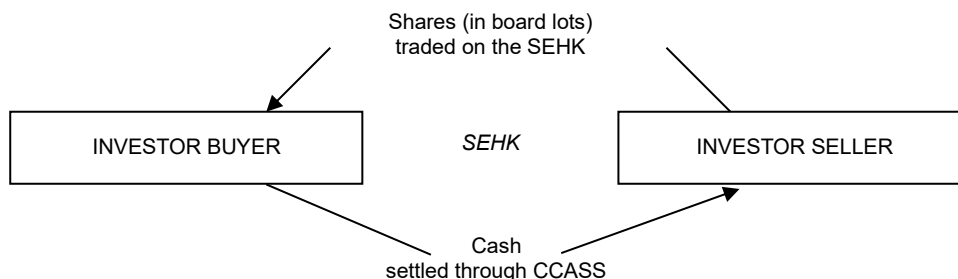 Shares (in board lots)
traded on the SEHK
INVESTOR BUYER
SEHK
INVESTOR SELLER
Cash
settled through CCASS